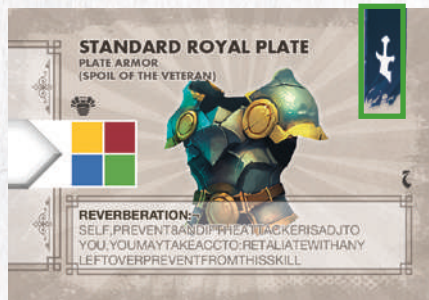 STANDARD ROYAL PLATE
PLATE ARMOR
(SPOIL OF THE VETERAN)
REVERBERATION:
SELF,PREVENT8ANDIFTHEATTACKERISADJTO
YOU,YOUMAYTAKEACCTO:RETALIATEWITHANY
LEFTOVERPREVENTFROMTHISSKILL